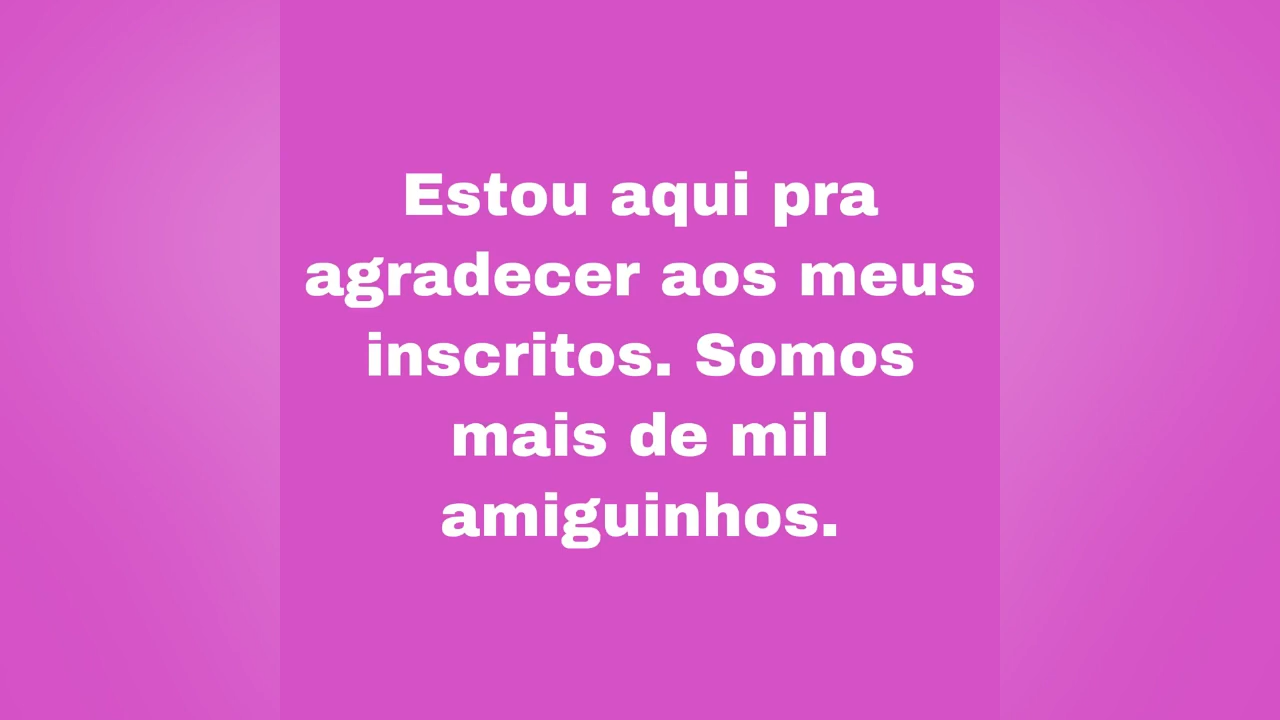 Estou aqui pra
agradecer aos meus
inscritos. Somos
mais de mil
amiguinhos.